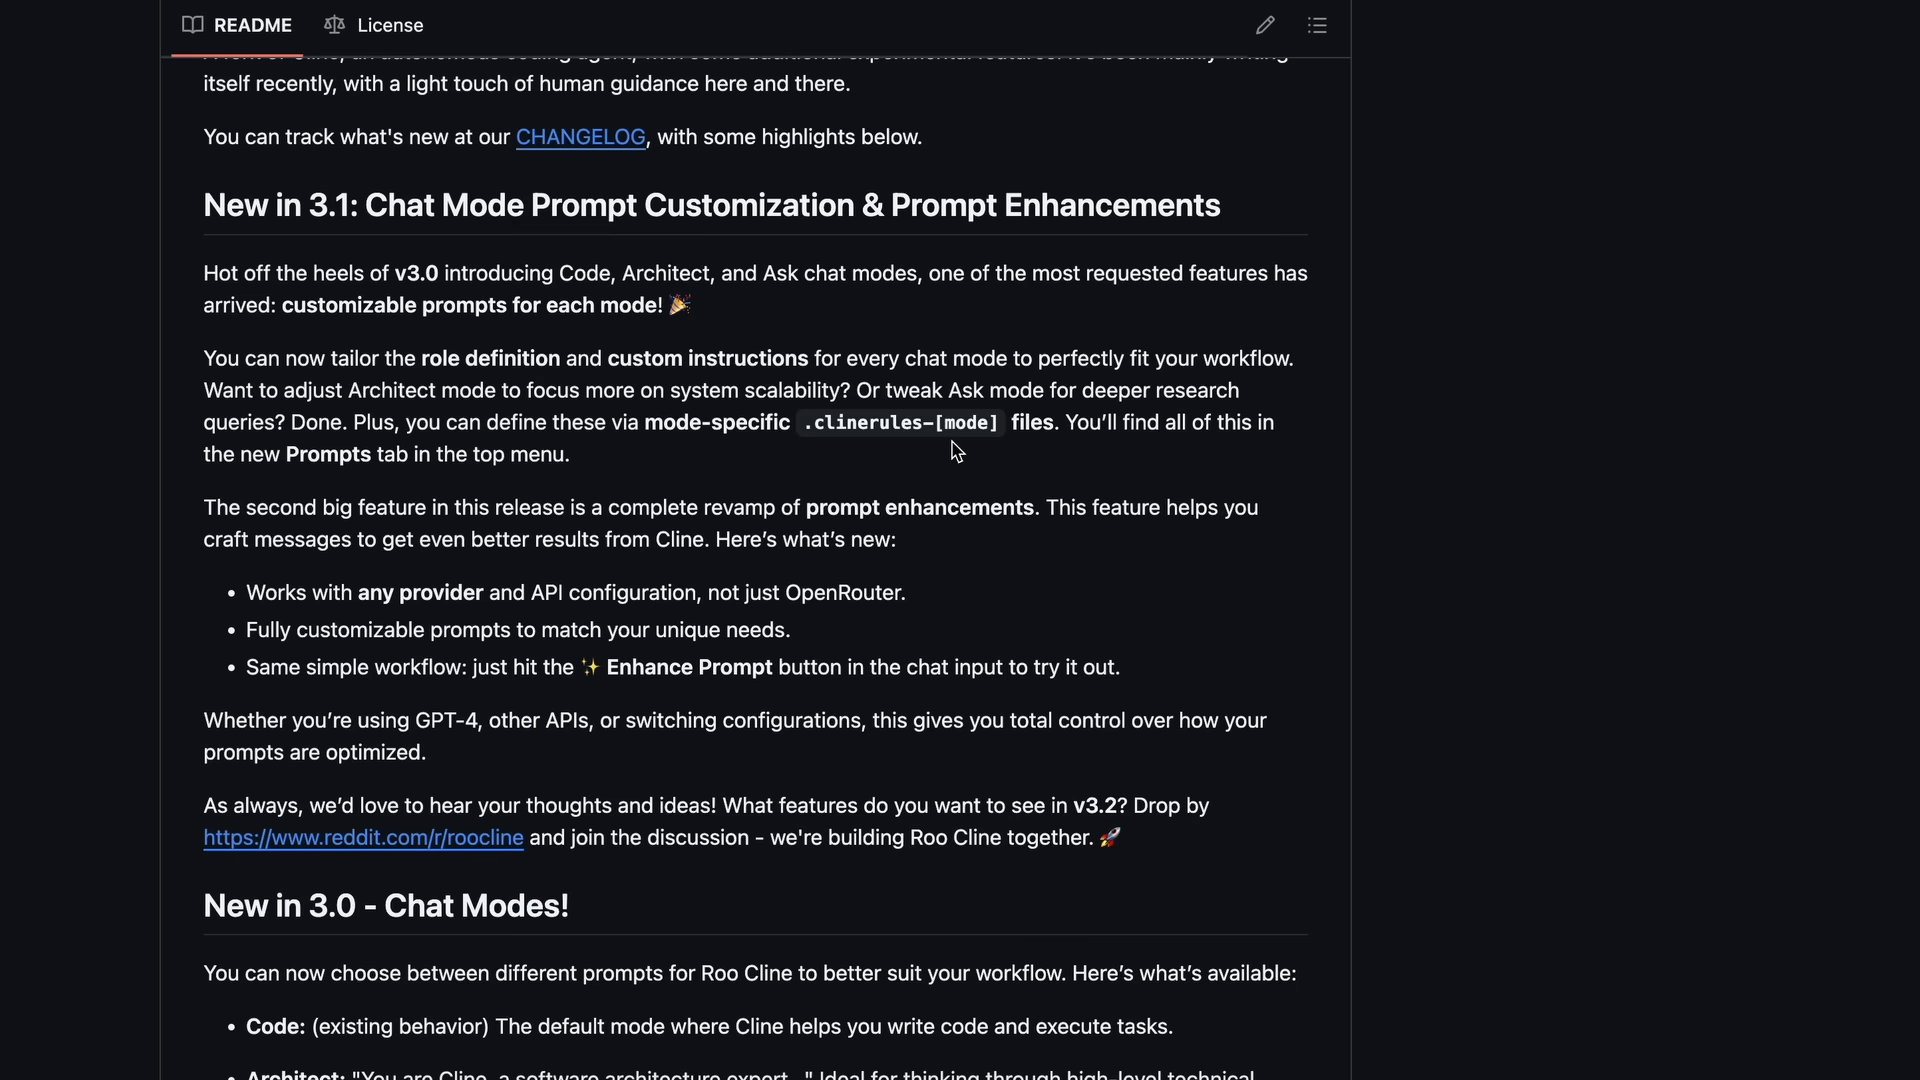 README License
itself recently, with a light touch of human guidance here and there.
You can track what's new at our CHANGELOG, with some highlights below.
New in 3.1: Chat Mode Prompt Customization & Prompt Enhancements
Hot off the heels of v3.0 introducing Code, Architect, and Ask chat modes, one of the most requested features has
arrived: customizable prompts for each mode! 🎉
You can now tailor the role definition and custom instructions for every chat mode to perfectly fit your workflow.
Want to adjust Architect mode to focus more on system scalability? Or tweak Ask mode for deeper research
queries? Done. Plus, you can define these via mode-specific .clinerules-[mode] files. You’ll find all of this in
the new Prompts tab in the top menu.
The second big feature in this release is a complete revamp of prompt enhancements. This feature helps you
craft messages to get even better results from Cline. Here’s what’s new:
• Works with any provider and API configuration, not just OpenRouter.
• Fully customizable prompts to match your unique needs.
• Same simple workflow: just hit the ✨ Enhance Prompt button in the chat input to try it out.
Whether you’re using GPT-4, other APIs, or switching configurations, this gives you total control over how your
prompts are optimized.
As always, we’d love to hear your thoughts and ideas! What features do you want to see in v3.2? Drop by
https://www.reddit.com/r/roocline and join the discussion - we're building Roo Cline together. 🚀
New in 3.0 - Chat Modes!
You can now choose between different prompts for Roo Cline to better suit your workflow. Here’s what’s available:
• Code: (existing behavior) The default mode where Cline helps you write code and execute tasks.
• Architect: "You are Cline, a software architecture expert..." Ideal for thinking through high-level technical